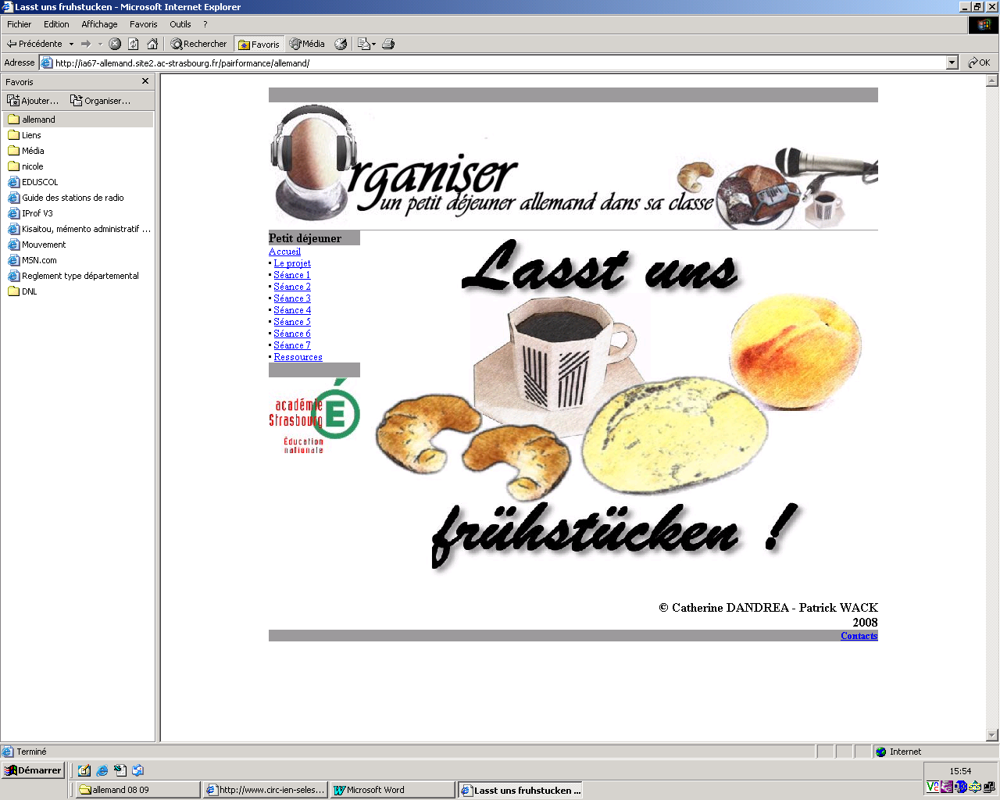 Lasst uns fruhstucken - Microsoft Internet Explorer
Fichier Edition Affichage Favoris Outils ?
Précédente Rechercher Favoris Média
Adresse http://ia67-allemand.site2.ac-strasbourg.fr/pairformance/allemand/ OK
Favoris
Ajouter... Organiser...
allemand
Liens
Média
nicole
EDUSCOL
Guide des stations de radio
IProf V3
Kisaitou, mémento administratif ...
Mouvement
MSN.com
Reglement type départemental
DNL
Organiser
un petit déjeuner allemand dans sa classe
Petit déjeuner
Accueil
• Le projet
• Séance 1
• Séance 2
• Séance 3
• Séance 4
• Séance 5
• Séance 6
• Séance 7
• Ressources
académie
Strasbourg
É
Éducation
nationale
Lasst uns
frühstücken !
© Catherine DANDREA - Patrick WACK
2008
Contacts
Terminé Internet
Démarrer 15:54
allemand 08 09 http://www.circ-ien-seles... Microsoft Word Lasst uns fruhstucken ...